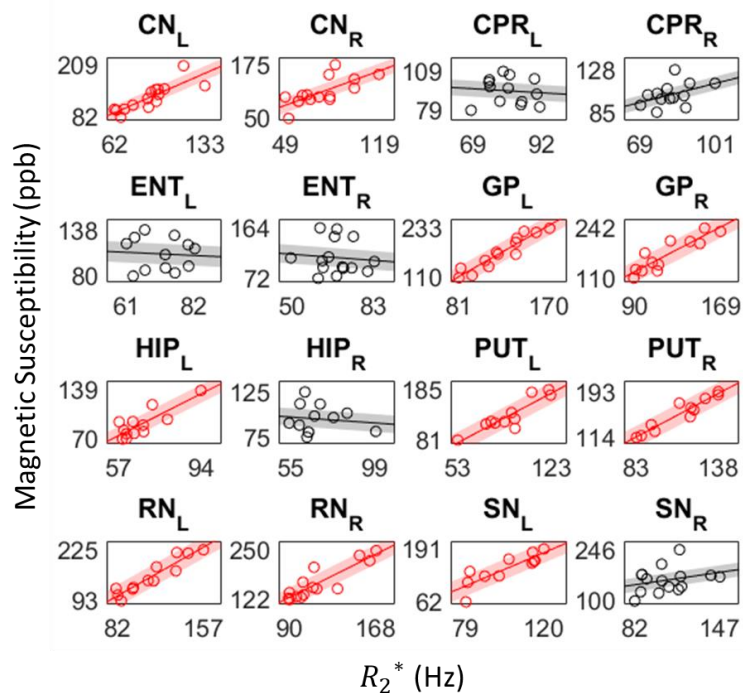 CN_L CN_R CPR_L CPR_R
209 175 109 128
82 50 79 85
62 133 49 119 69 92 69 101
ENT_L ENT_R GP_L GP_R
138 164 233 242
80 72 110 110
61 82 50 83 81 170 90 169
HIP_L HIP_R PUT_L PUT_R
139 125 185 193
70 75 81 114
57 94 55 99 53 123 83 138
RN_L RN_R SN_L SN_R
225 250 191 246
93 122 62 100
82 157 90 168 79 120 82 147
Magnetic Susceptibility (ppb)
R_2* (Hz)